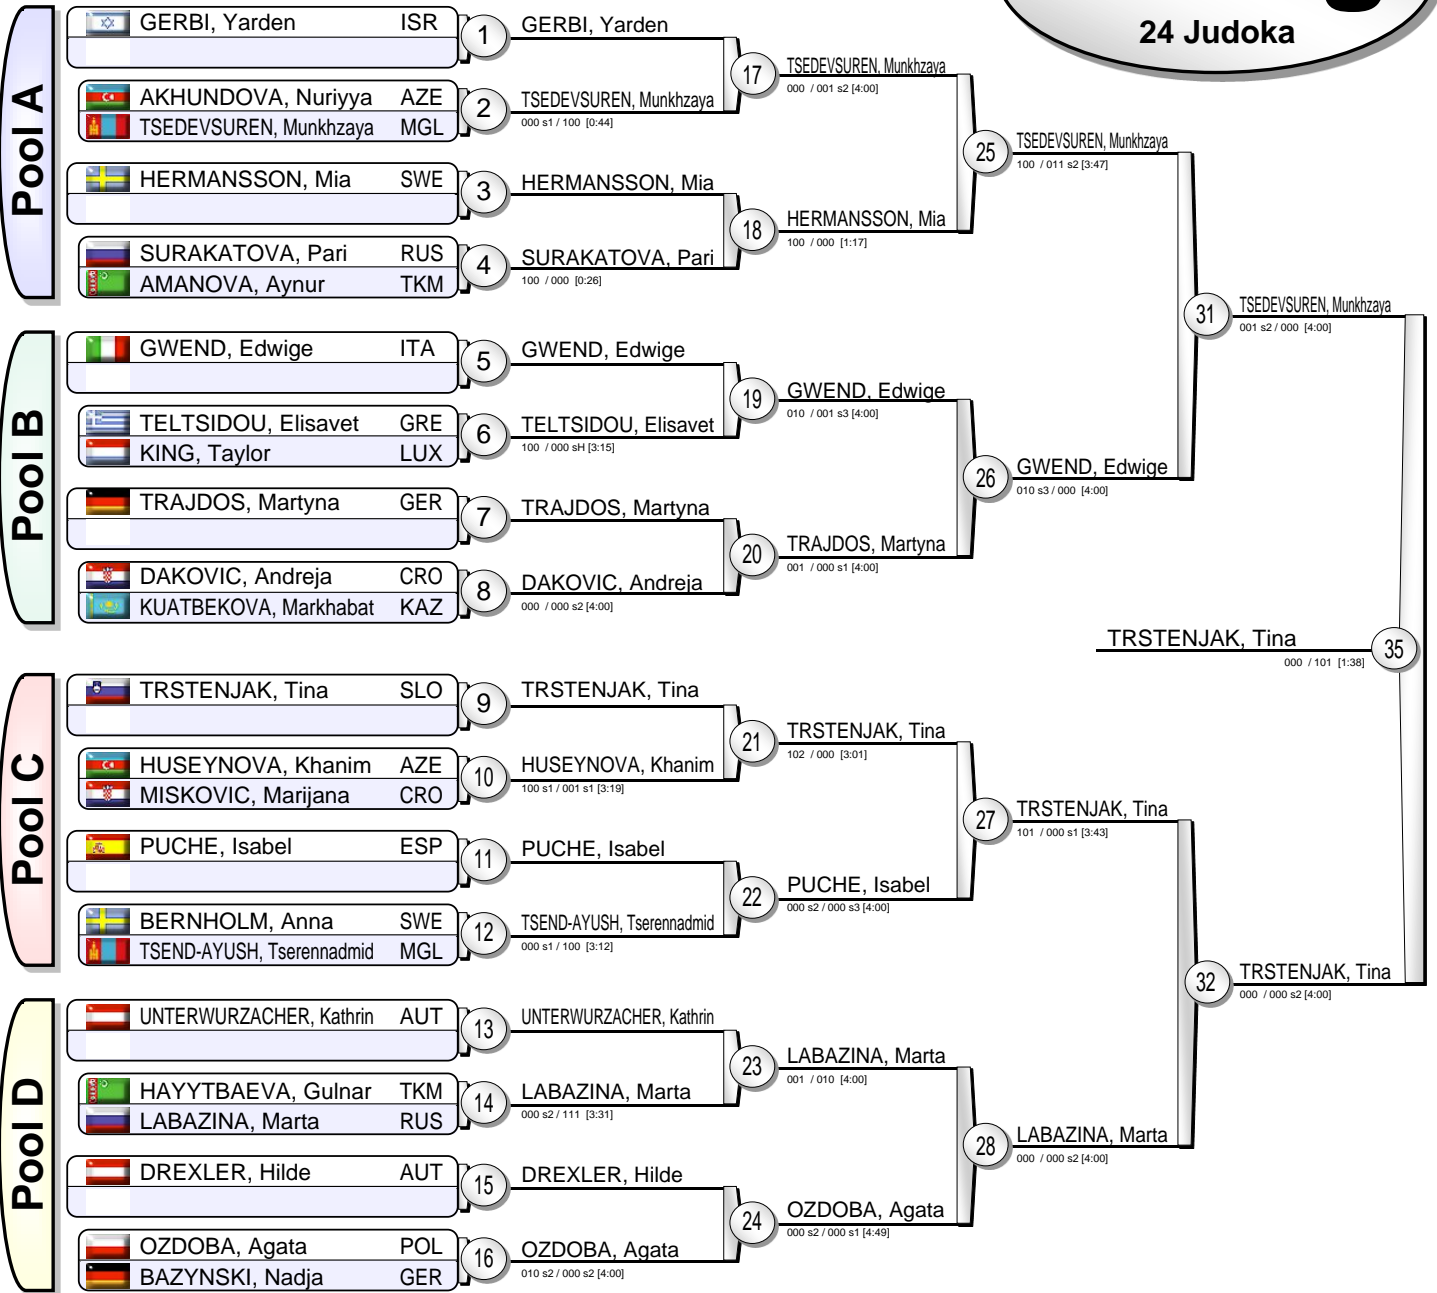 24 Judoka
Pool A
GERBI, Yarden ISR
1
GERBI, Yarden
AKHUNDOVA, Nuriyya AZE
TSEDEVSUREN, Munkhzaya MGL
2
TSEDEVSUREN, Munkhzaya
000 s1 / 100 [0:44]
17
TSEDEVSUREN, Munkhzaya
000 / 001 s2 [4:00]
HERMANSSON, Mia SWE
3
HERMANSSON, Mia
SURAKATOVA, Pari RUS
AMANOVA, Aynur TKM
4
SURAKATOVA, Pari
100 / 000 [0:26]
18
HERMANSSON, Mia
100 / 000 [1:17]
25
TSEDEVSUREN, Munkhzaya
100 / 011 s2 [3:47]
Pool B
GWEND, Edwige ITA
5
GWEND, Edwige
TELTSIDOU, Elisavet GRE
KING, Taylor LUX
6
TELTSIDOU, Elisavet
100 / 000 sH [3:15]
19
GWEND, Edwige
010 / 001 s3 [4:00]
TRAJDOS, Martyna GER
7
TRAJDOS, Martyna
DAKOVIC, Andreja CRO
KUATBEKOVA, Markhabat KAZ
8
DAKOVIC, Andreja
000 / 000 s2 [4:00]
20
TRAJDOS, Martyna
001 / 000 s1 [4:00]
26
GWEND, Edwige
010 s3 / 000 [4:00]
31
TSEDEVSUREN, Munkhzaya
001 s2 / 000 [4:00]
TRSTENJAK, Tina
000 / 101 [1:38]
35
Pool C
TRSTENJAK, Tina SLO
9
TRSTENJAK, Tina
HUSEYNOVA, Khanim AZE
MISKOVIC, Marijana CRO
10
HUSEYNOVA, Khanim
100 s1 / 001 s1 [3:19]
21
TRSTENJAK, Tina
102 / 000 [3:01]
PUCHE, Isabel ESP
11
PUCHE, Isabel
BERNHOLM, Anna SWE
TSEND-AYUSH, Tserennadmid MGL
12
TSEND-AYUSH, Tserennadmid
000 s1 / 100 [3:12]
22
PUCHE, Isabel
000 s2 / 000 s3 [4:00]
27
TRSTENJAK, Tina
101 / 000 s1 [3:43]
Pool D
UNTERWURZACHER, Kathrin AUT
13
UNTERWURZACHER, Kathrin
HAYYTBAEVA, Gulnar TKM
LABAZINA, Marta RUS
14
LABAZINA, Marta
000 s2 / 111 [3:31]
23
LABAZINA, Marta
001 / 010 [4:00]
DREXLER, Hilde AUT
15
DREXLER, Hilde
OZDOBA, Agata POL
BAZYNSKI, Nadja GER
16
OZDOBA, Agata
010 s2 / 000 s2 [4:00]
24
OZDOBA, Agata
000 s2 / 000 s1 [4:49]
28
LABAZINA, Marta
000 / 000 s2 [4:00]
32
TRSTENJAK, Tina
000 / 000 s2 [4:00]